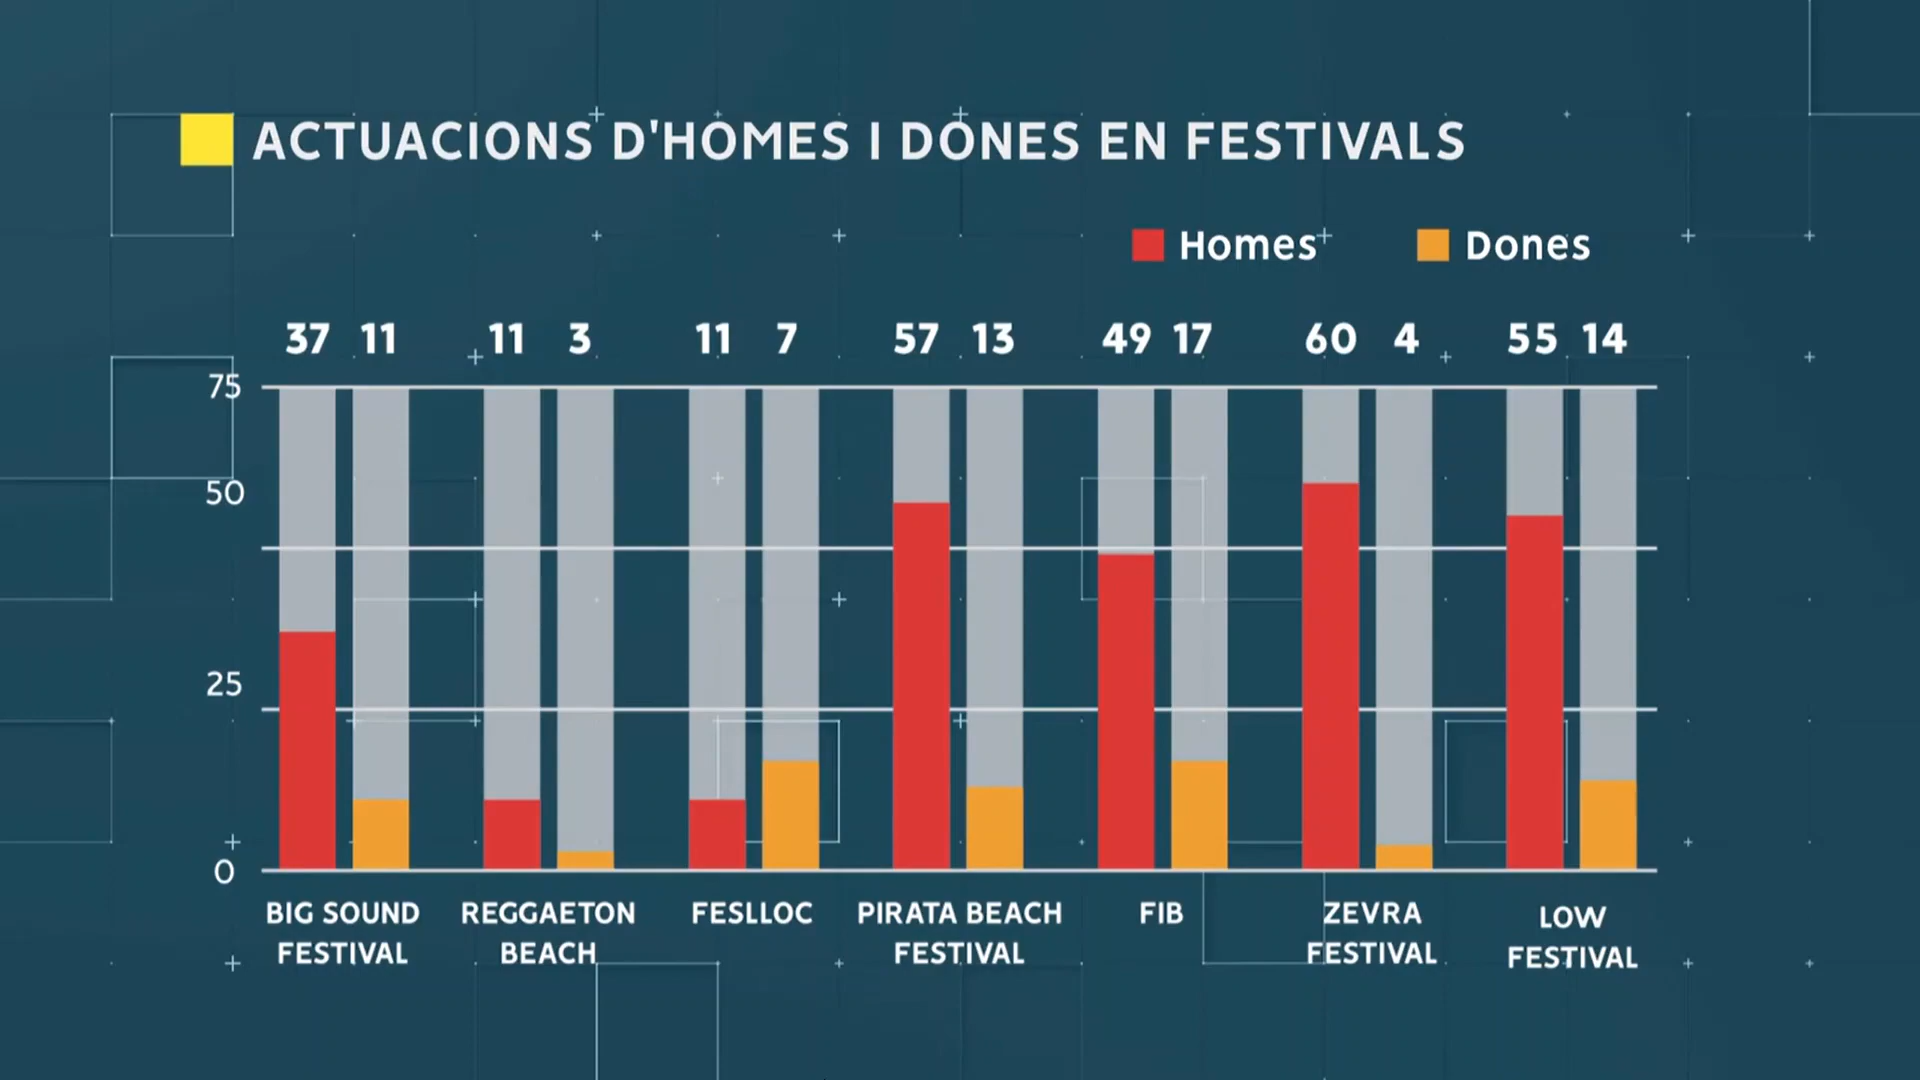 ACTUACIONS D'HOMES I DONES EN FESTIVALS
Homes Dones
37 11 11 3 11 7 57 13 49 17 60 4 55 14
75
50
25
0
BIG SOUND
FESTIVAL
REGGAETON
BEACH
FESLLOC
PIRATA BEACH
FESTIVAL
FIB
ZEVRA
FESTIVAL
LOW
FESTIVAL